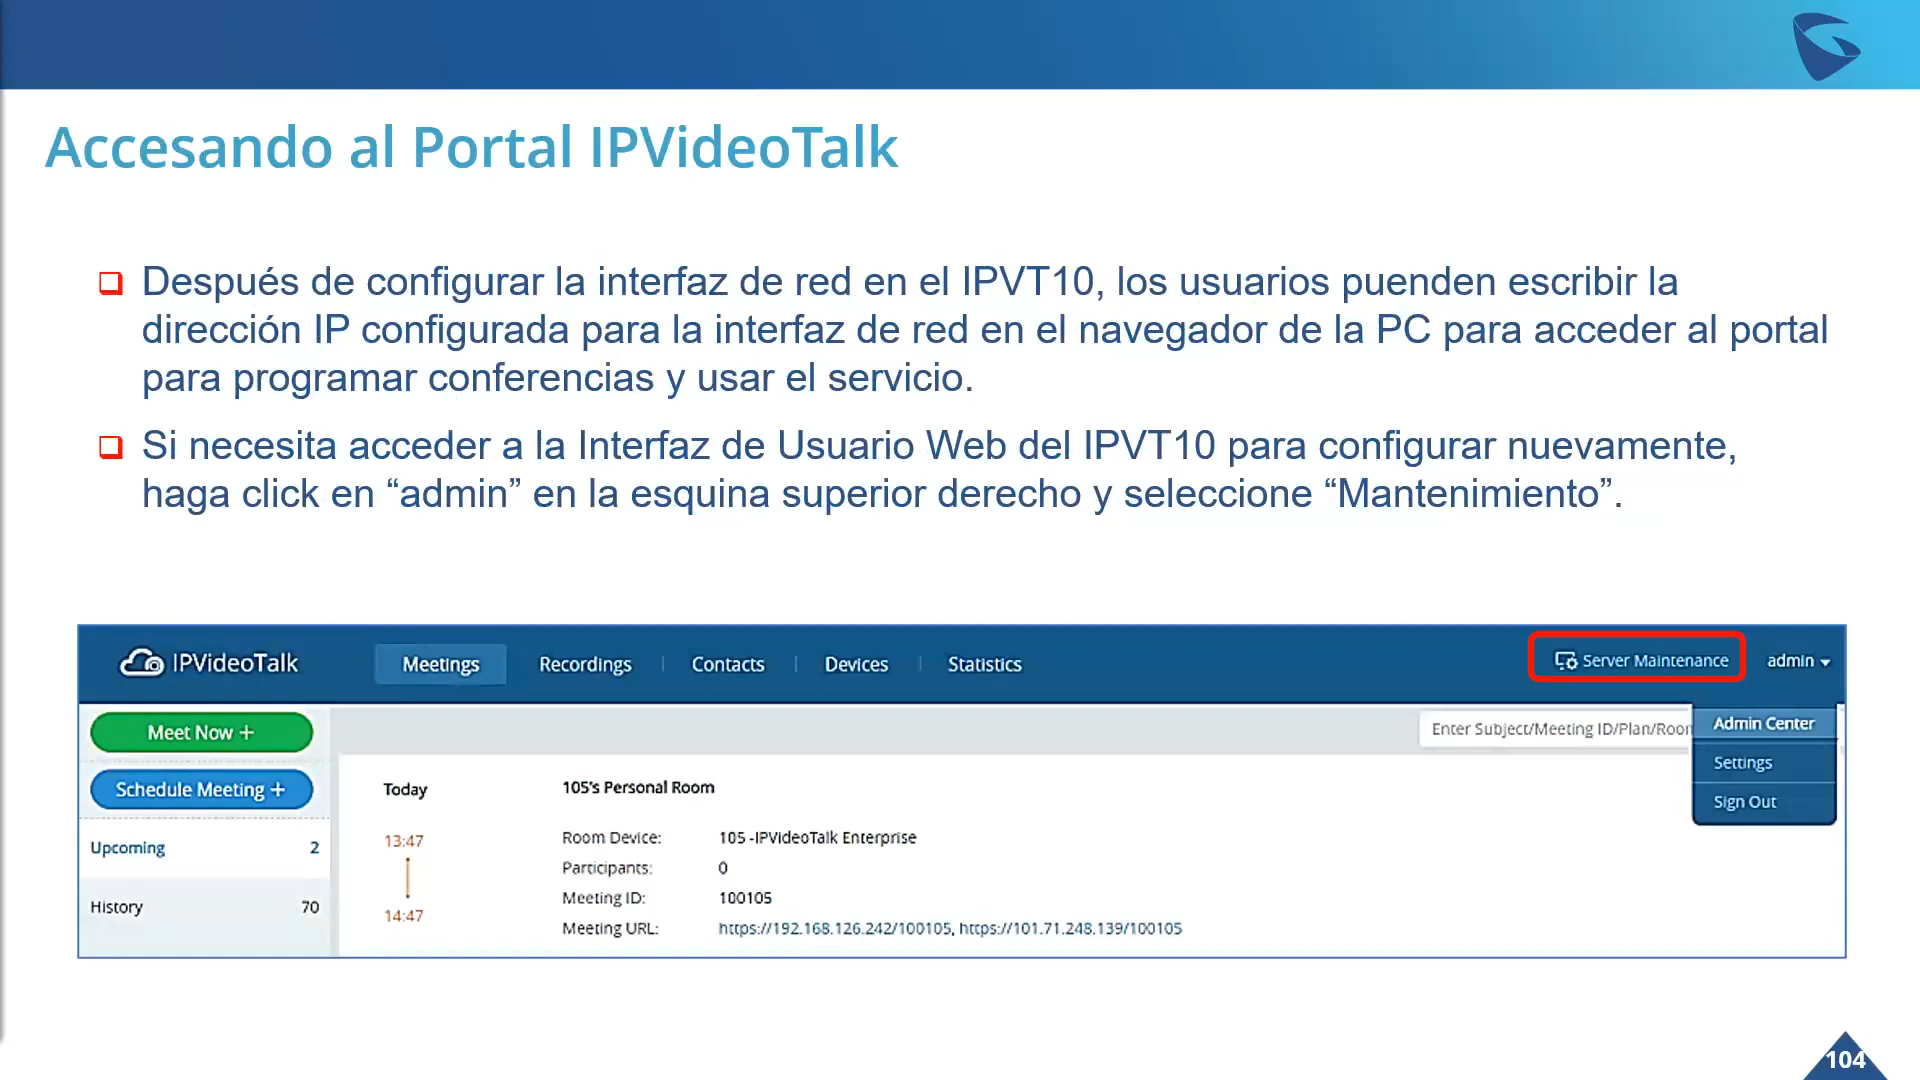 Accesando al Portal IPVideoTalk
Después de configurar la interfaz de red en el IPVT10, los usuarios puenden escribir la
dirección IP configurada para la interfaz de red en el navegador de la PC para acceder al portal
para programar conferencias y usar el servicio.
Si necesita acceder a la Interfaz de Usuario Web del IPVT10 para configurar nuevamente,
haga click en “admin” en la esquina superior derecho y seleccione “Mantenimiento”.
IPVideoTalk Meetings Recordings Contacts Devices Statistics Server Maintenance admin
Meet Now +
Enter Subject/Meeting ID/Plan/Room
Admin Center
Settings
Sign Out
Schedule Meeting +
Upcoming 2
History 70
Today
13:47
14:47
105's Personal Room
Room Device: 105 -IPVideoTalk Enterprise
Participants: 0
Meeting ID: 100105
Meeting URL: https://192.168.126.242/100105, https://101.71.248.139/100105
104